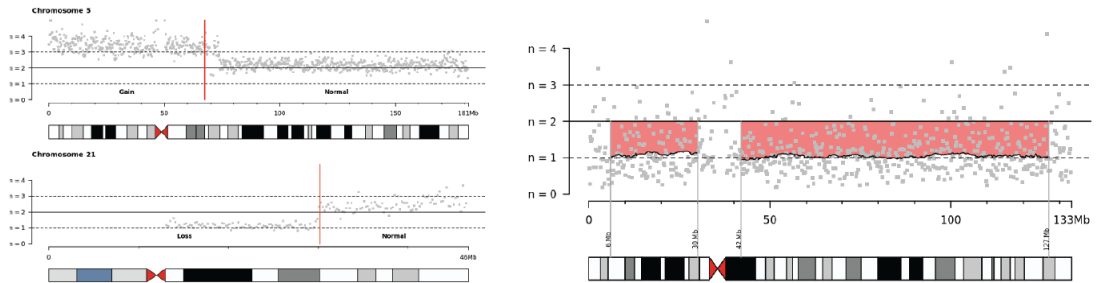 Chromosome 5
n = 4
n = 3
n = 2
n = 1
n = 0
Gain
Normal
0
50
100
150
181Mb
Chromosome 21
n = 4
n = 3
n = 2
n = 1
n = 0
Loss
Normal
0
46Mb
n = 4
n = 3
n = 2
n = 1
n = 0
0
50
100
133Mb
6 Mb
30 Mb
42 Mb
127 Mb